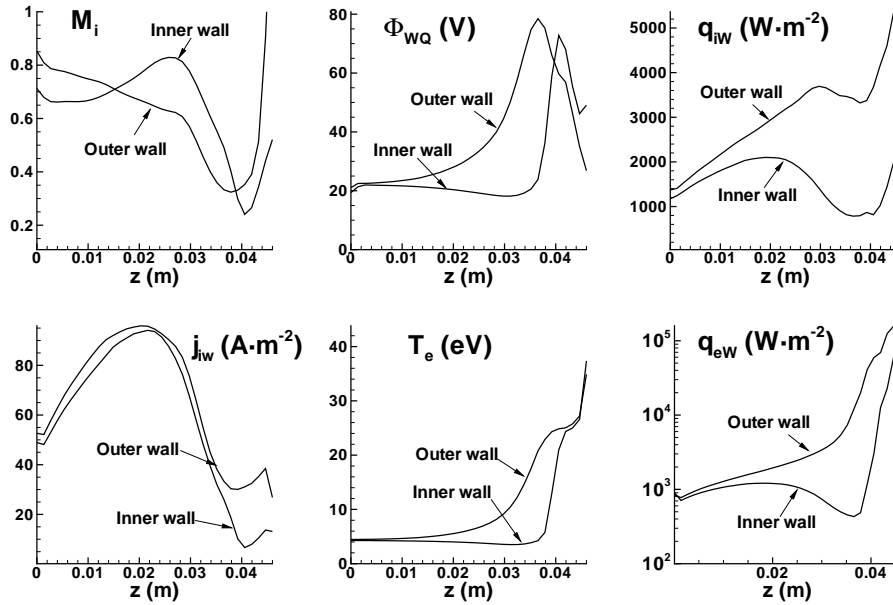 M_i
Inner wall
Outer wall
1
0.8
0.6
0.4
0.2
0 0.01 0.02 0.03 0.04
z (m)
Φ_WQ (V)
Outer wall
Inner wall
80
60
40
20
0
0 0.01 0.02 0.03 0.04
z (m)
q_iW (W·m^-2)
Outer wall
Inner wall
5000
4000
3000
2000
1000
0 0.01 0.02 0.03 0.04
z (m)
j_iw (A·m^-2)
Outer wall
Inner wall
80
60
40
20
0 0.01 0.02 0.03 0.04
z (m)
T_e (eV)
Outer wall
Inner wall
40
30
20
10
0
0 0.01 0.02 0.03 0.04
z (m)
q_eW (W·m^-2)
Outer wall
Inner wall
10^5
10^4
10^3
10^2
0.02 0.04
z (m)